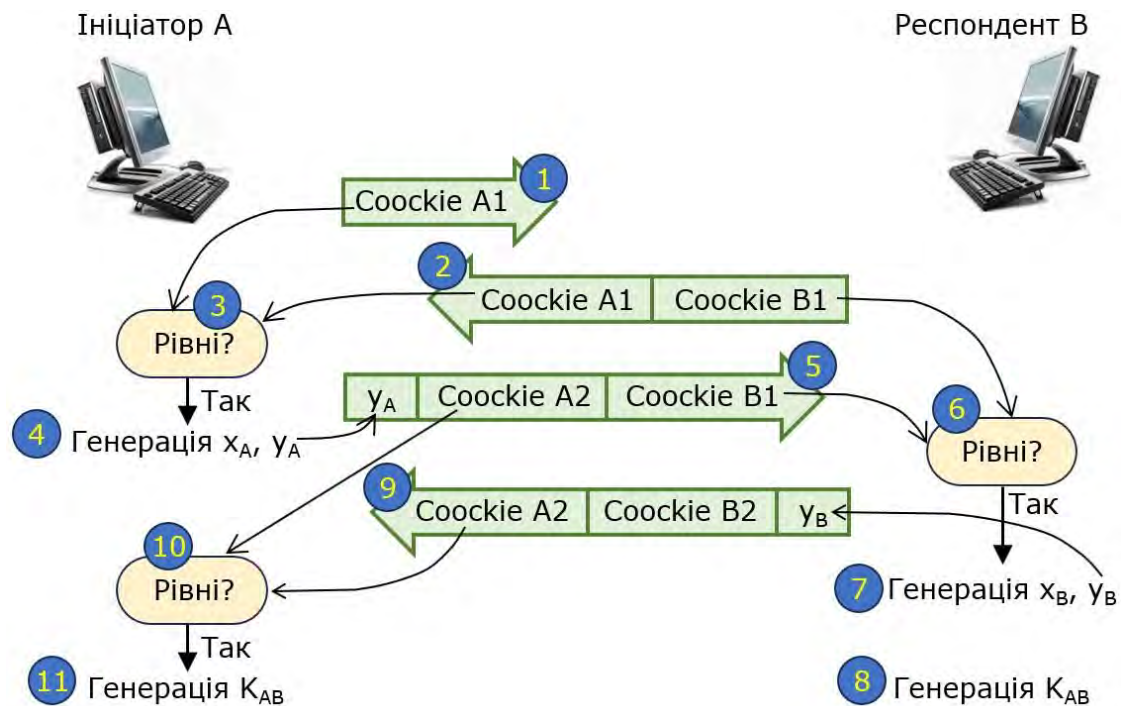 Ініціатор A
Респондент B
Coockie A1
1
2
Coockie A1
Coockie B1
3
Рівні?
Так
4
Генерація xA, yA
yA
Coockie A2
Coockie B1
5
6
Рівні?
Так
9
Coockie A2
Coockie B2
yB
7
Генерація xB, yB
10
Рівні?
Так
11
Генерація KAB
8
Генерація KAB